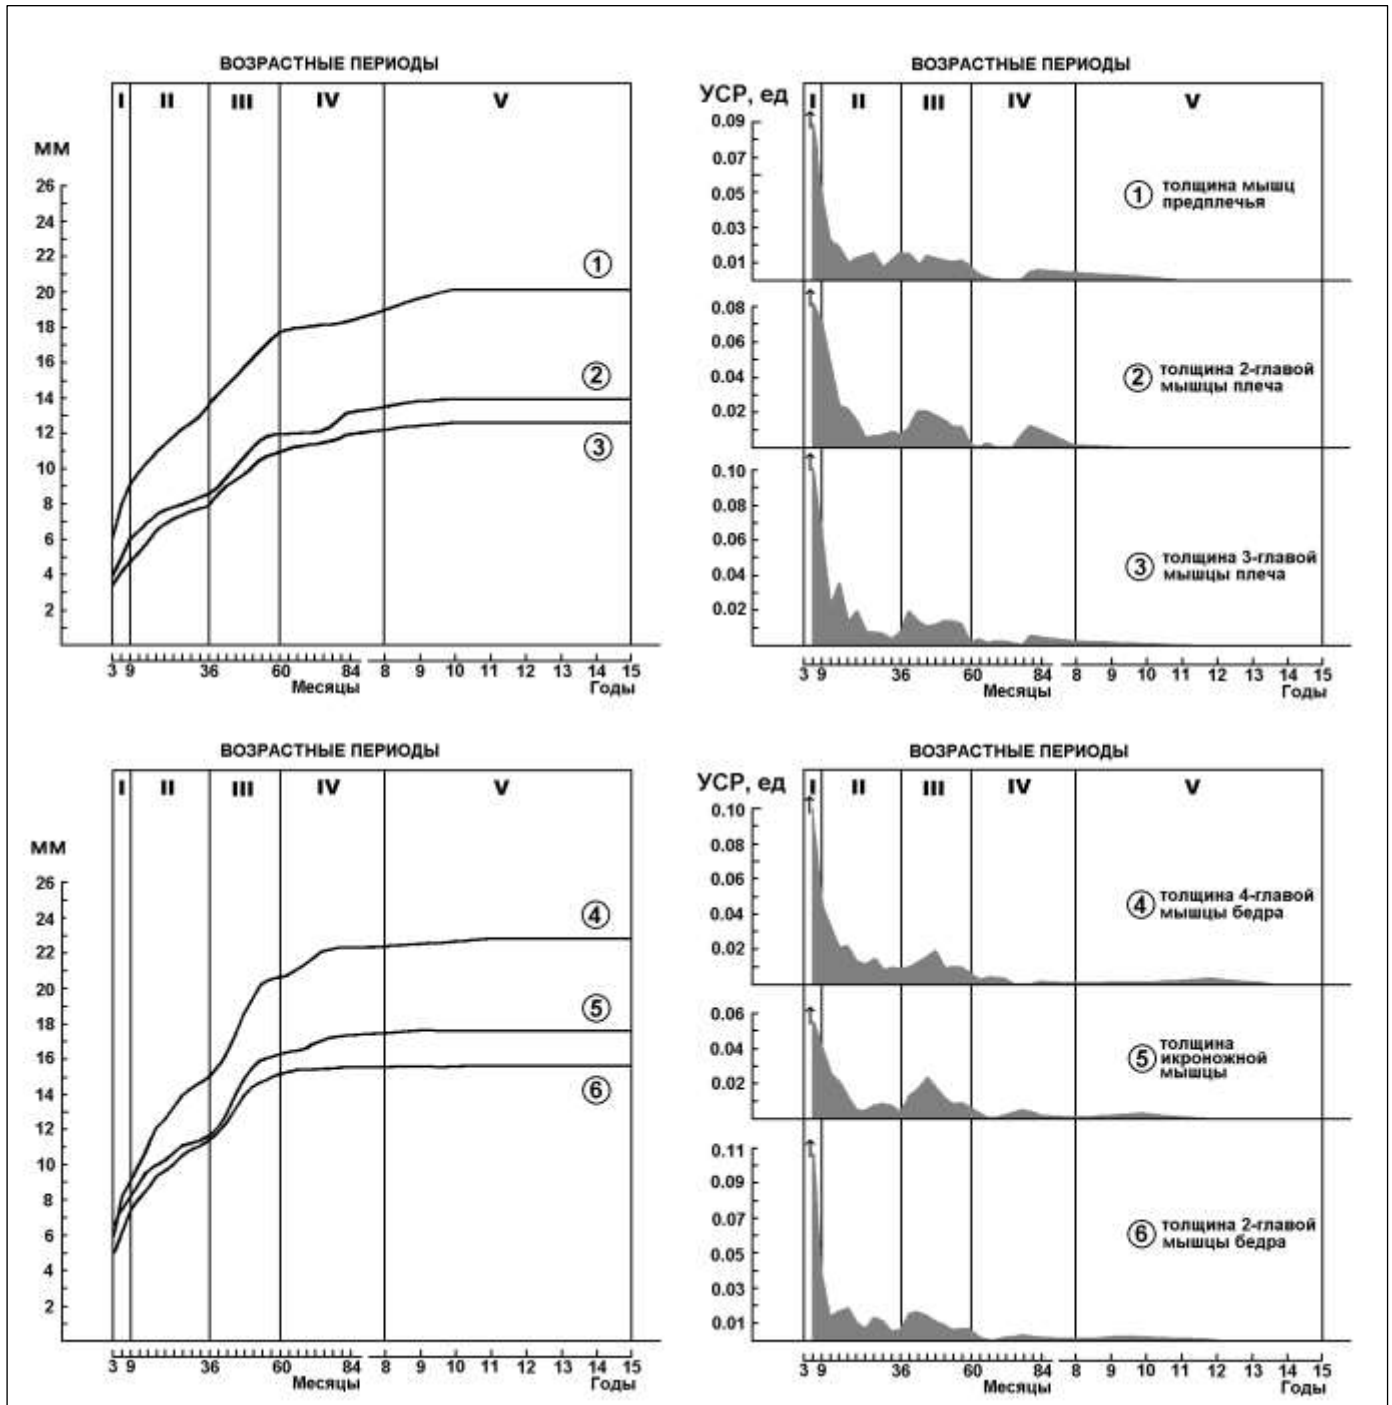 ВОЗРАСТНЫЕ ПЕРИОДЫ
I II III IV V
мм
26
24
22
20
18
16
14
12
10
8
6
4
2
1
2
3
3 9 36 60 84 8 9 10 11 12 13 14 15
Месяцы Годы
ВОЗРАСТНЫЕ ПЕРИОДЫ
УСР, ед
I II III IV V
0.09
0.07
0.05
0.03
0.01
1 толщина мышц
предплечья
0.08
0.06
0.04
0.02
2 толщина 2-главой
мышцы плеча
0.10
0.08
0.06
0.04
0.02
3 толщина 3-главой
мышцы плеча
3 9 36 60 84 8 9 10 11 12 13 14 15
Месяцы Годы
ВОЗРАСТНЫЕ ПЕРИОДЫ
I II III IV V
мм
26
24
22
20
18
16
14
12
10
8
6
4
2
4
5
6
3 9 36 60 84 8 9 10 11 12 13 14 15
Месяцы Годы
ВОЗРАСТНЫЕ ПЕРИОДЫ
УСР, ед
I II III IV V
0.10
0.08
0.06
0.04
0.02
4 толщина 4-главой
мышцы бедра
0.06
0.04
0.02
5 толщина
икроножной
мышцы
0.11
0.09
0.07
0.05
0.03
0.01
6 толщина 2-главой
мышцы бедра
3 9 36 60 84 8 9 10 11 12 13 14 15
Месяцы Годы